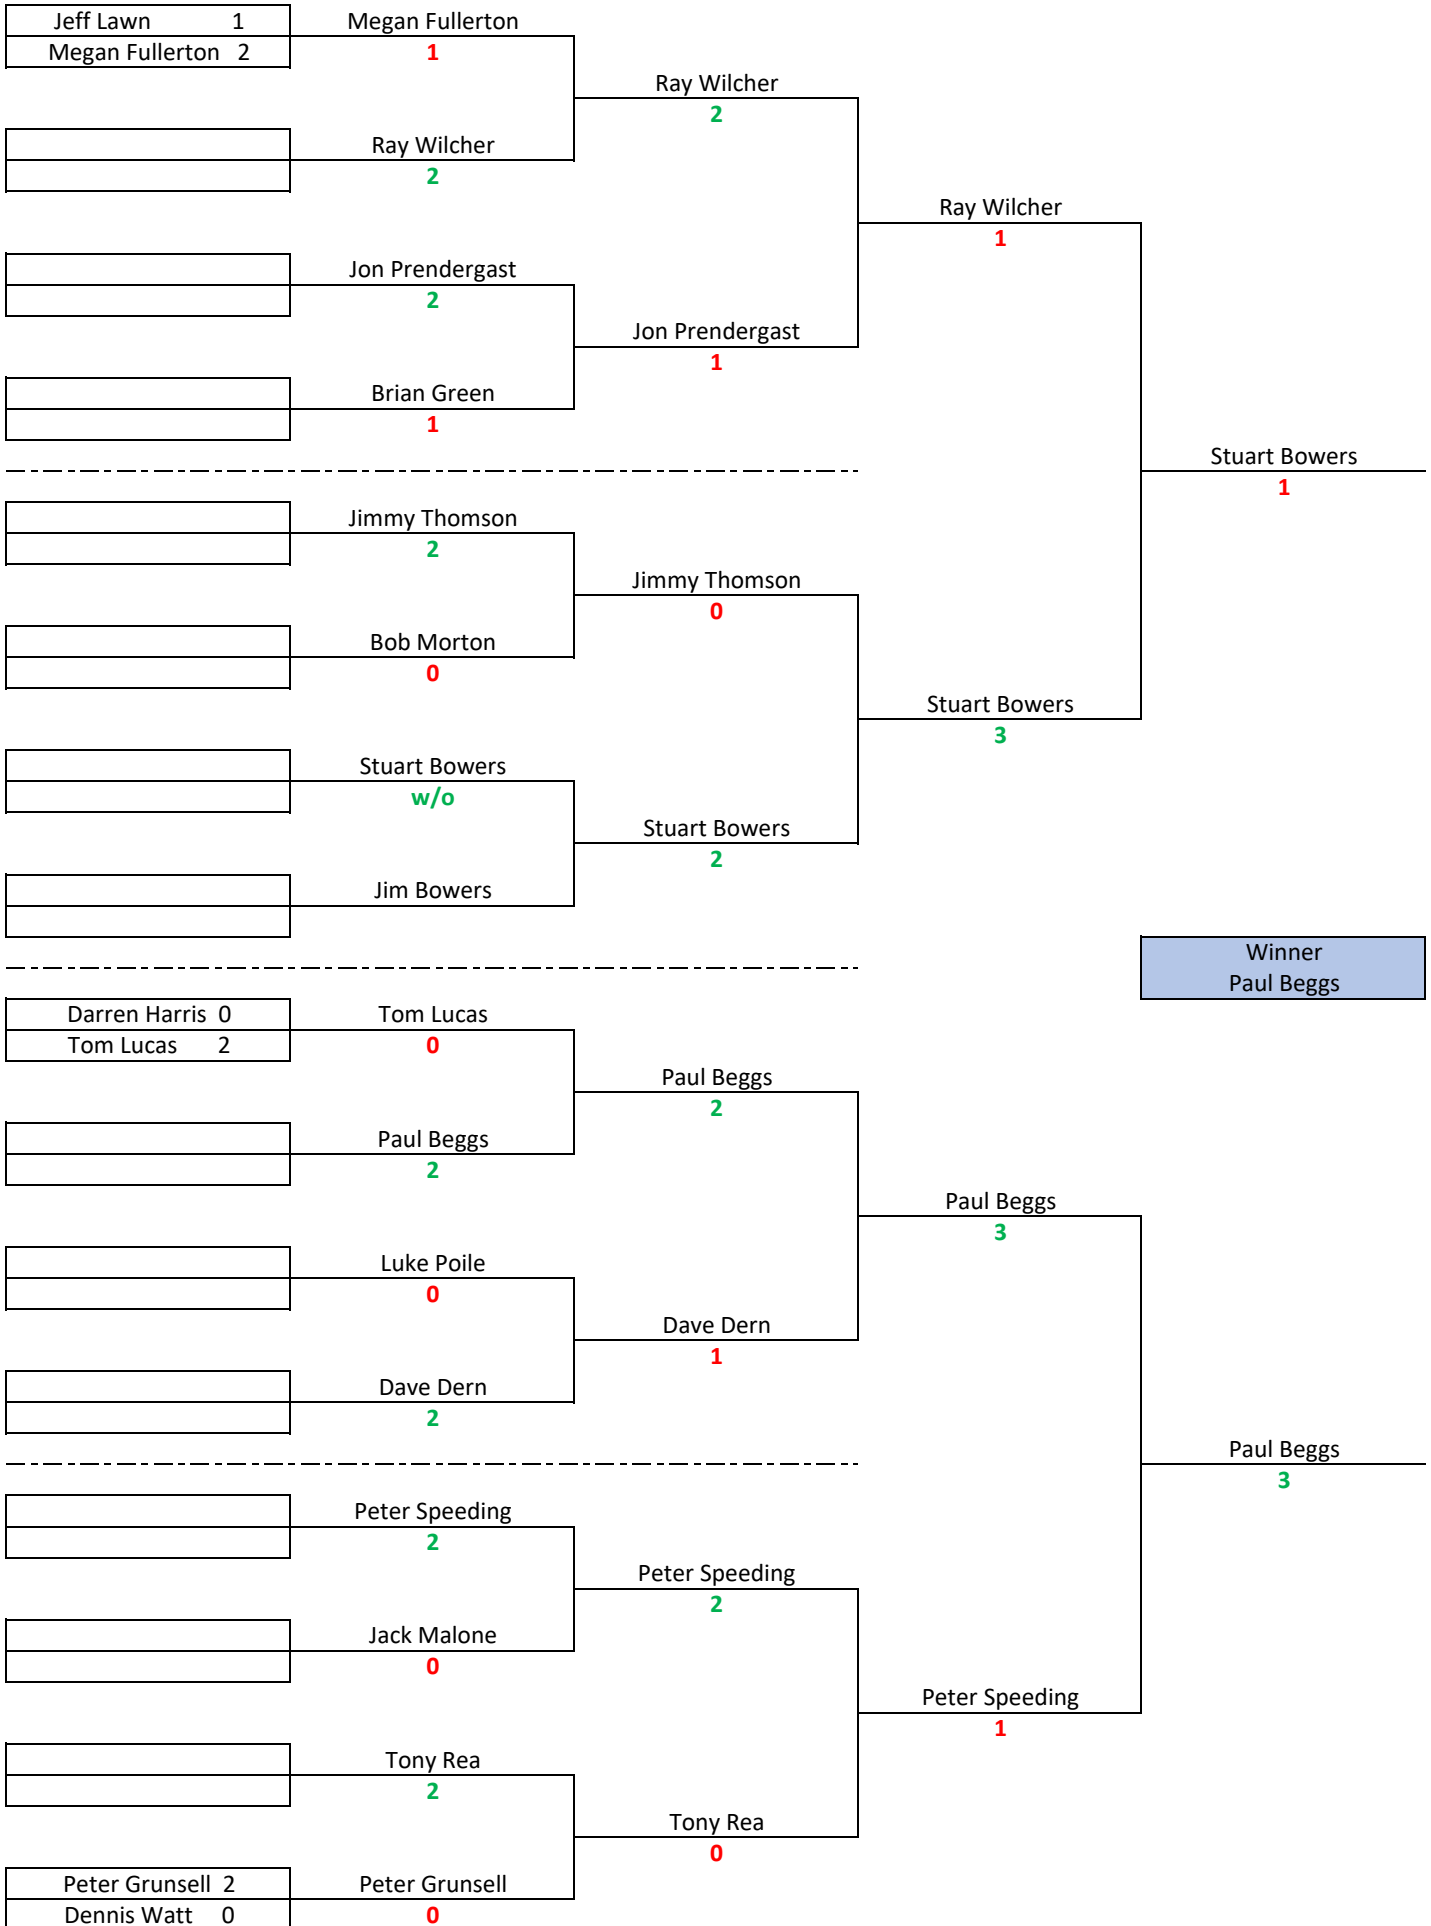 Jeff Lawn 1
Megan Fullerton
Megan Fullerton 2
1
Ray Wilcher
2
Ray Wilcher
2
Ray Wilcher
1
Jon Prendergast
2
Jon Prendergast
1
Brian Green
1
Stuart Bowers
1
Jimmy Thomson
2
Jimmy Thomson
0
Bob Morton
0
Stuart Bowers
3
Stuart Bowers
w/o
Stuart Bowers
2
Jim Bowers
Winner
Paul Beggs
Darren Harris 0
Tom Lucas
Tom Lucas 2
0
Paul Beggs
2
Paul Beggs
2
Paul Beggs
3
Luke Poile
0
Dave Dern
1
Dave Dern
2
Paul Beggs
3
Peter Speeding
2
Peter Speeding
2
Jack Malone
0
Peter Speeding
1
Tony Rea
2
Tony Rea
0
Peter Grunsell 2
Peter Grunsell
Dennis Watt 0
0